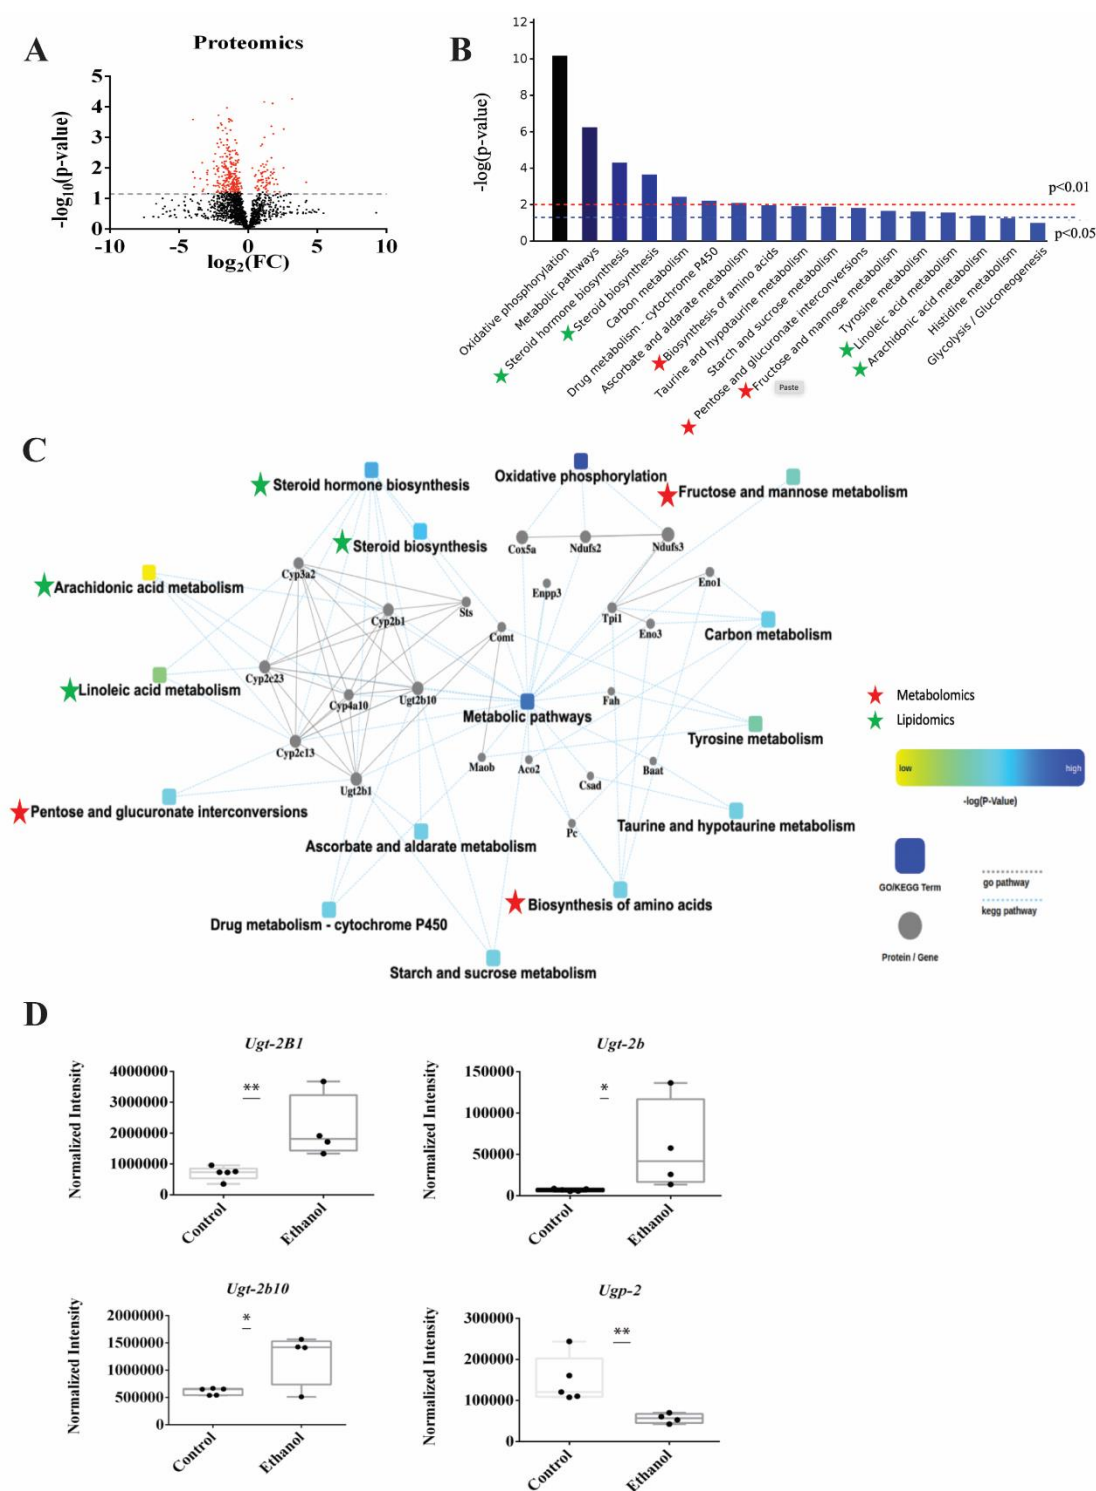 A
Proteomics
-log10(p-value)
5
4
3
2
1
0
-10
-5
0
5
10
log2(FC)
B
-log(p-value)
12
10
8
6
4
2
0
p<0.01
p<0.05
Oxidative phosphorylation
Metabolic pathways
Steroid hormone biosynthesis
Steroid biosynthesis
Carbon metabolism
Drug metabolism - cytochrome P450
Ascorbate and aldarate metabolism
Biosynthesis of amino acids
Taurine and hypotaurine metabolism
Starch and sucrose metabolism
Pentose and glucuronate interconversions
Fructose and mannose metabolism
Tyrosine metabolism
Linoleic acid metabolism
Arachidonic acid metabolism
Histidine metabolism
Glycolysis / Gluconeogenesis
Paste
C
Steroid hormone biosynthesis
Oxidative phosphorylation
Fructose and mannose metabolism
Steroid biosynthesis
Cox5a
Ndufs2
Ndufs3
Arachidonic acid metabolism
Cyp3a2
Enpp3
Eno1
Cyp2b1
Sts
Comt
Tpi1
Eno3
Carbon metabolism
Linoleic acid metabolism
Cyp2c23
Cyp4a10
Ugt2b10
Metabolic pathways
Fah
Metabolomics
Lipidomics
Tyrosine metabolism
Cyp2c13
Maob
Aco2
Csad
Baat
low
high
-log(P-Value)
Ugt2b1
Pentose and glucuronate interconversions
Taurine and hypotaurine metabolism
Pc
Ascorbate and aldarate metabolism
GO/KEGG Term
go pathway
kegg pathway
Biosynthesis of amino acids
Drug metabolism - cytochrome P450
Protein / Gene
Starch and sucrose metabolism
D
Ugt-2B1
Normalized Intensity
4000000
3000000
2000000
1000000
0
**
Control
Ethanol
Ugt-2b
Normalized Intensity
150000
100000
50000
0
*
Control
Ethanol
Ugt-2b10
Normalized Intensity
2000000
1500000
1000000
500000
0
*
Control
Ethanol
Ugp-2
Normalized Intensity
300000
200000
100000
0
**
Control
Ethanol